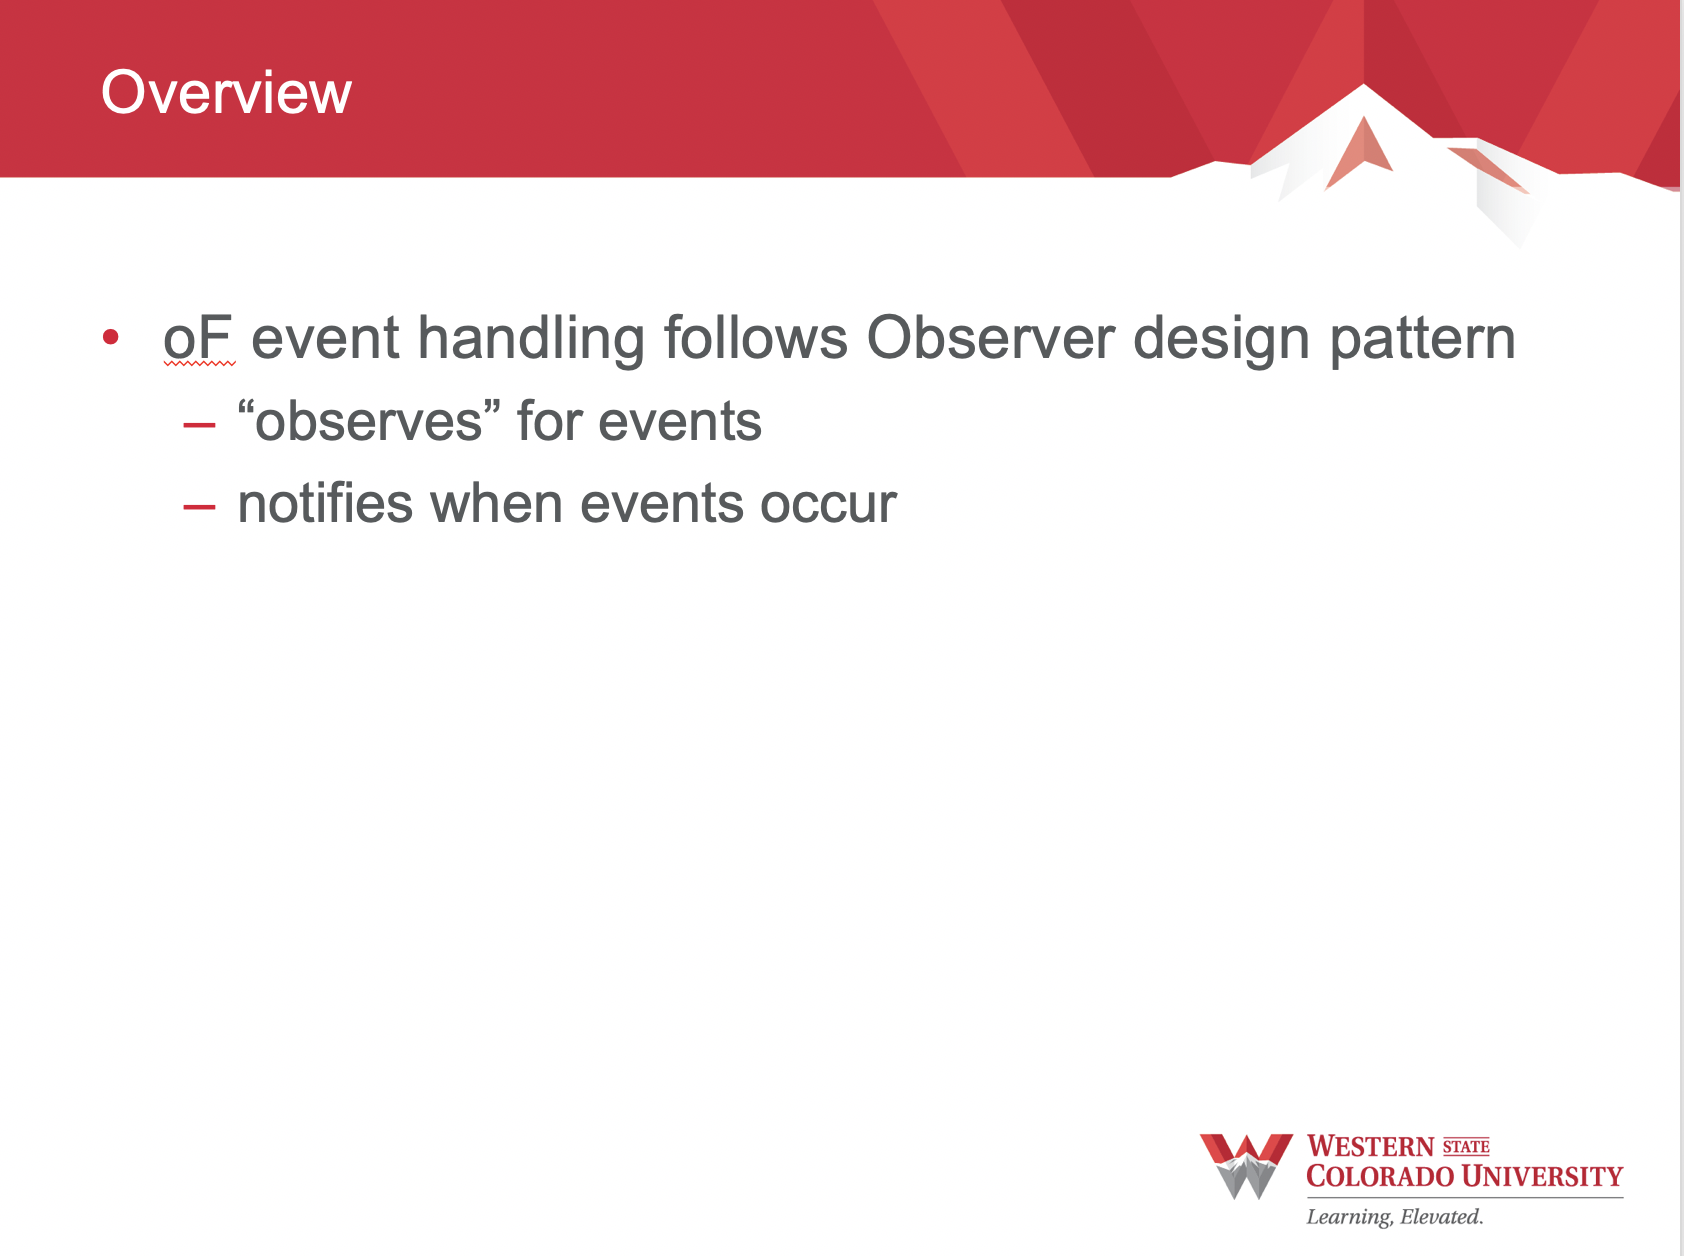 Overview
• oF event handling follows Observer design pattern
– “observes” for events
– notifies when events occur
WESTERN STATE
COLORADO UNIVERSITY
Learning, Elevated.